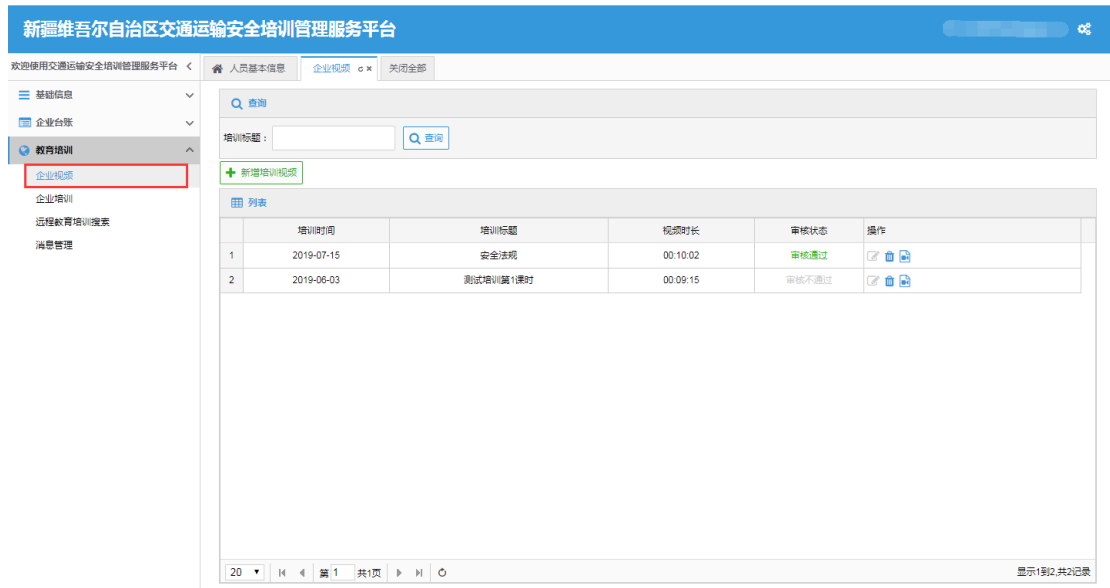 新疆维吾尔自治区交通运输安全培训管理服务平台
欢迎使用交通运输安全培训管理服务平台
人员基本信息 企业视频 关闭全部
基础信息
企业台账
教育培训
企业视频
企业培训
远程教育培训搜索
消息管理
查询
培训标题： 查询
新增培训视频
列表
培训时间 培训标题 视频时长 审核状态 操作
1 2019-07-15 安全法规 00:10:02 审核通过
2 2019-06-03 测试培训第1课时 00:09:15 审核不通过
20 第 1 共1页 显示1到2,共2记录